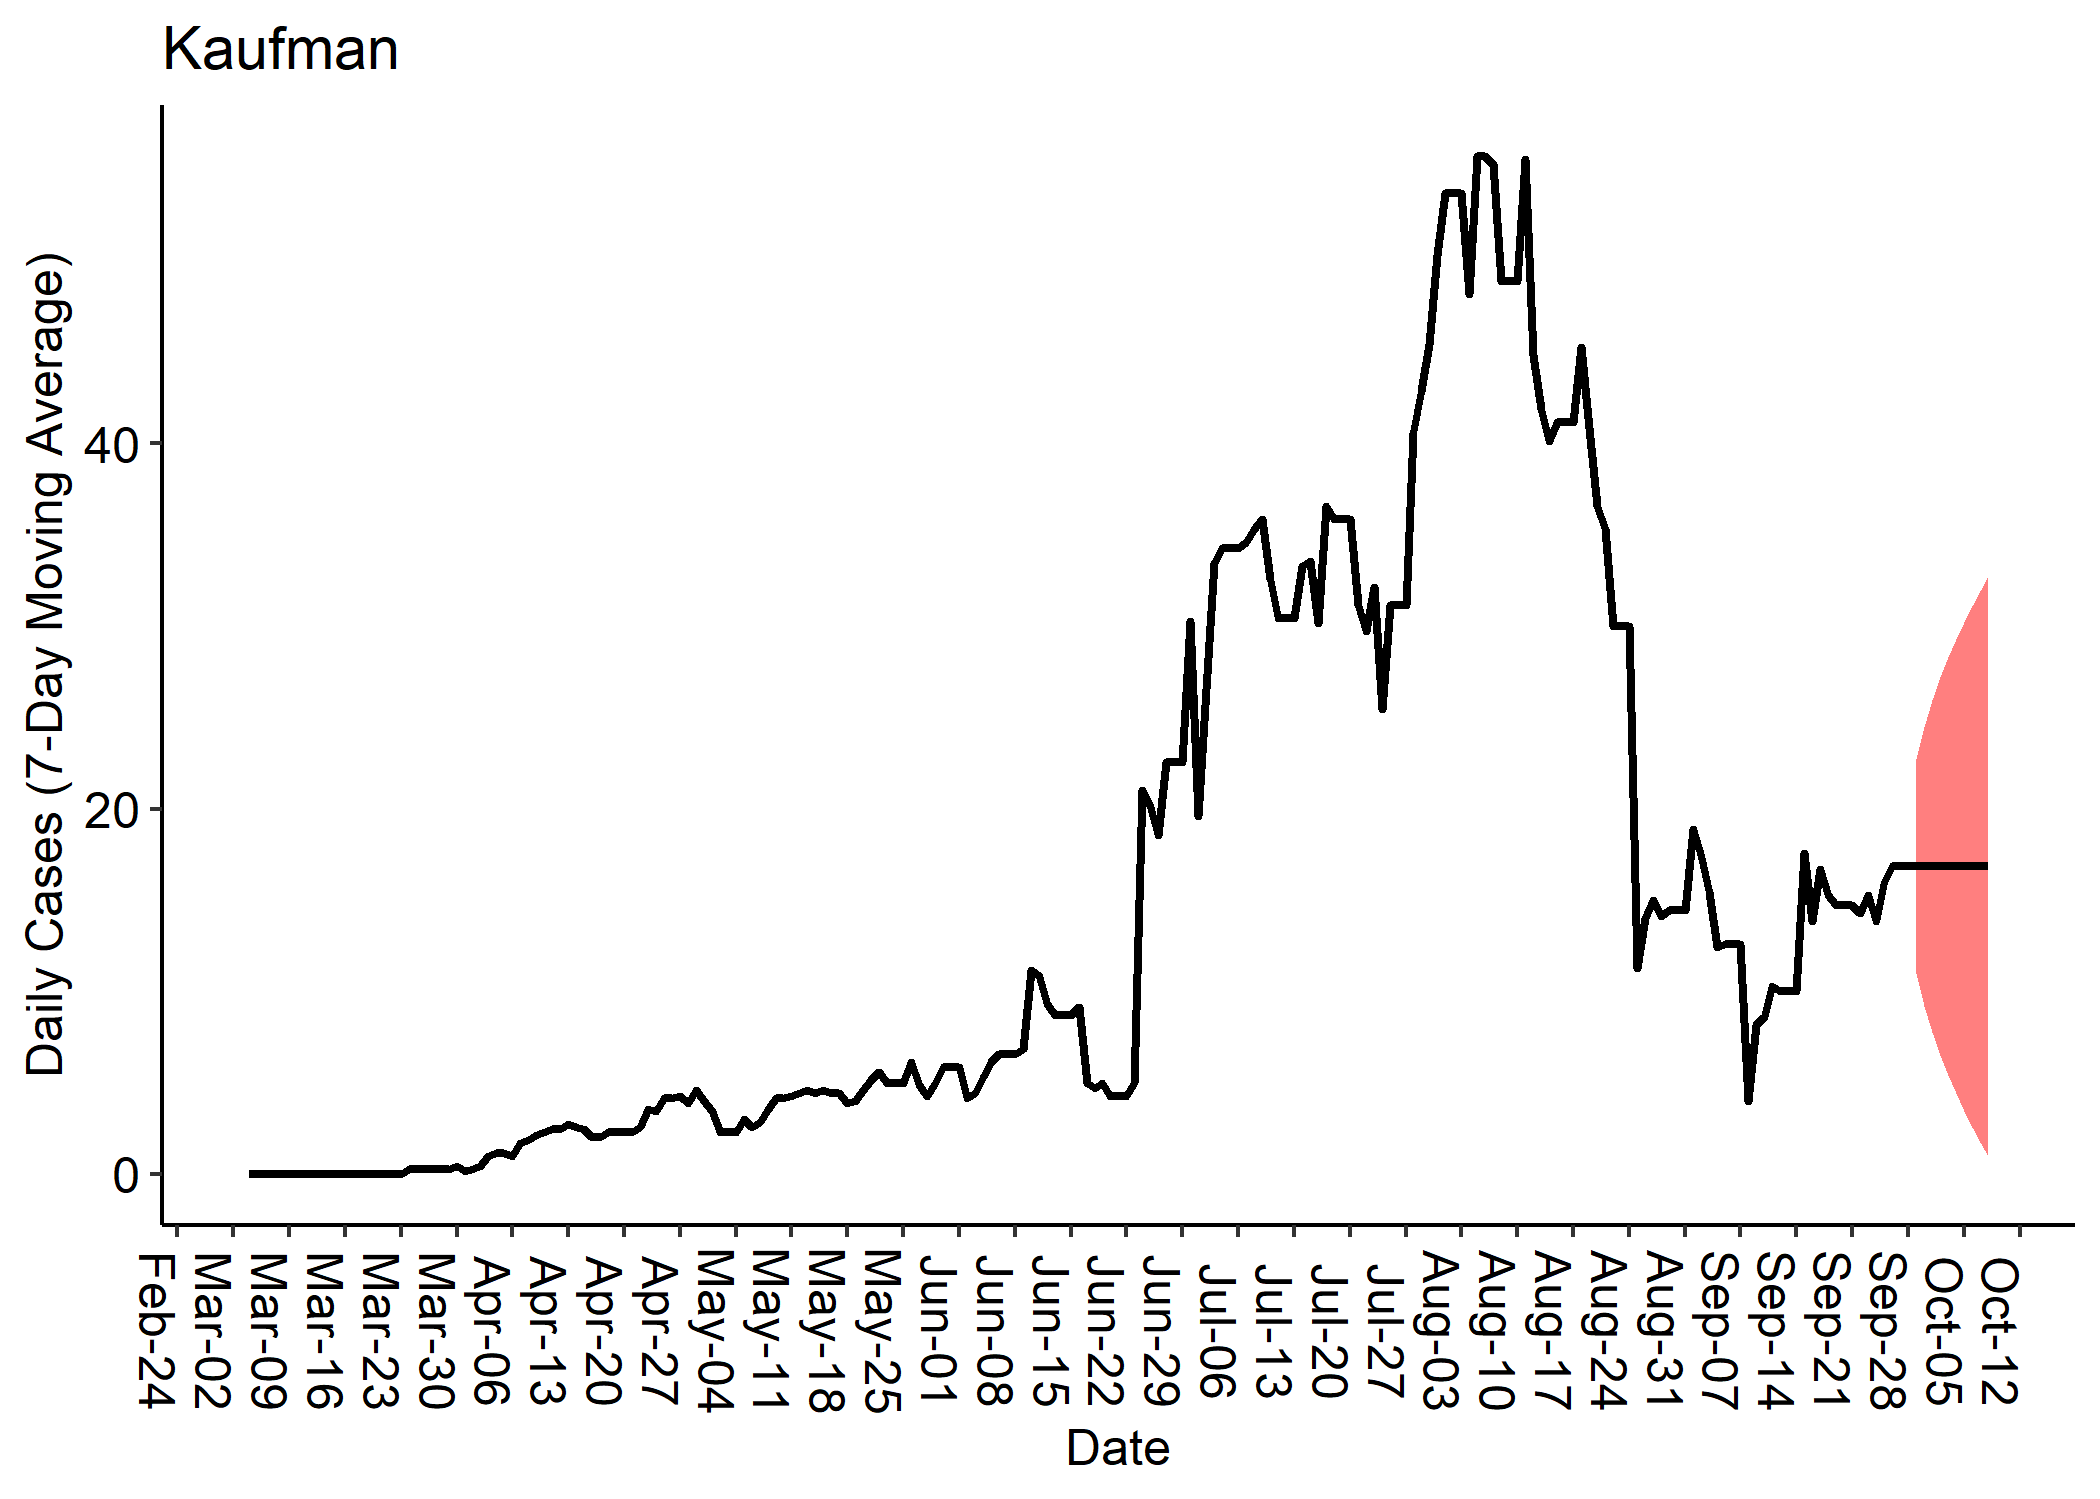 Kaufman
Daily Cases (7-Day Moving Average)
40
20
0
Feb-24
Mar-02
Mar-09
Mar-16
Mar-23
Mar-30
Apr-06
Apr-13
Apr-20
Apr-27
May-04
May-11
May-18
May-25
Jun-01
Jun-08
Jun-15
Jun-22
Jun-29
Jul-06
Jul-13
Jul-20
Jul-27
Aug-03
Aug-10
Aug-17
Aug-24
Aug-31
Sep-07
Sep-14
Sep-21
Sep-28
Oct-05
Oct-12
Date